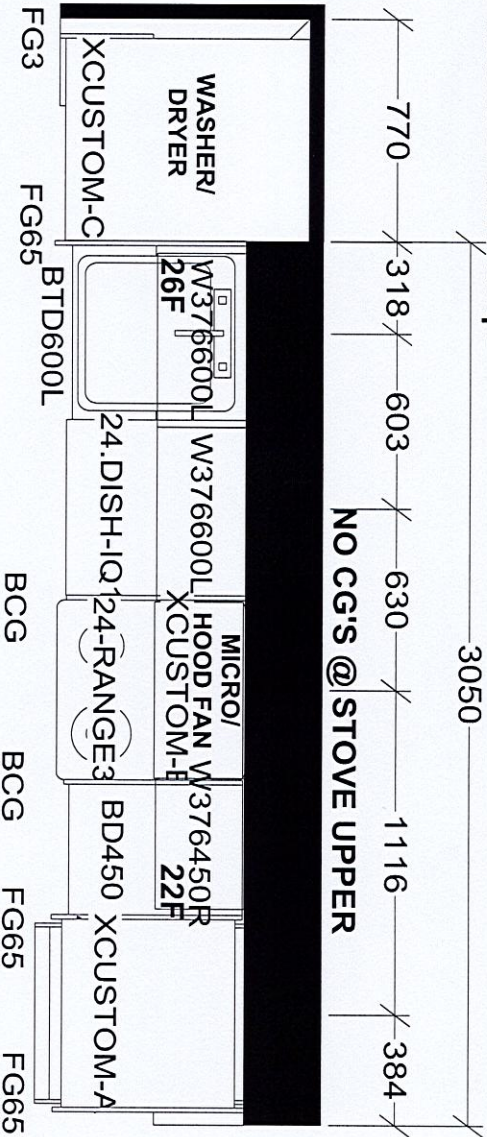 3050
770
318
603
630
1116
384
NO CG'S @ STOVE UPPER
WASHER/
DRYER
W376600L
26F
W376600L
MICRO/
HOOD FAN
XCUSTOM-B
W376450R
22F
XCUSTOM-C
BTD600L
24.DISH-IQ1
24-RANGE3
BD450
XCUSTOM-A
FG3
FG65
BCG
BCG
FG65
FG65